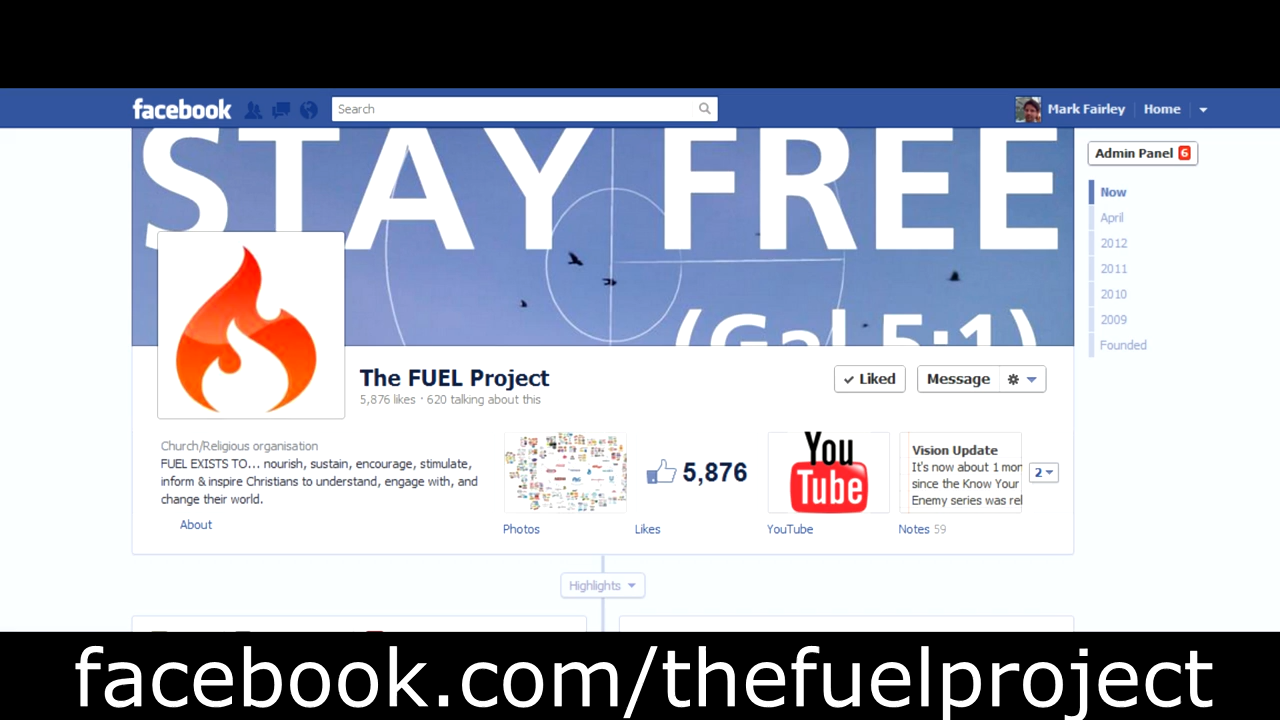 facebook
Search
Mark Fairley
Home
STAY FREE
(Gal 5:1)
Admin Panel 6
Now
April
2012
2011
2010
2009
Founded
The FUEL Project
5,876 likes · 620 talking about this
Liked
Message
Church/Religious organisation
FUEL EXISTS TO... nourish, sustain, encourage, stimulate,
inform & inspire Christians to understand, engage with, and
change their world.
About
5,876
You
Tube
Vision Update
It's now about 1 mor
since the Know Your
Enemy series was rel
2
Photos
Likes
YouTube
Notes 59
Highlights
facebook.com/thefuelproject